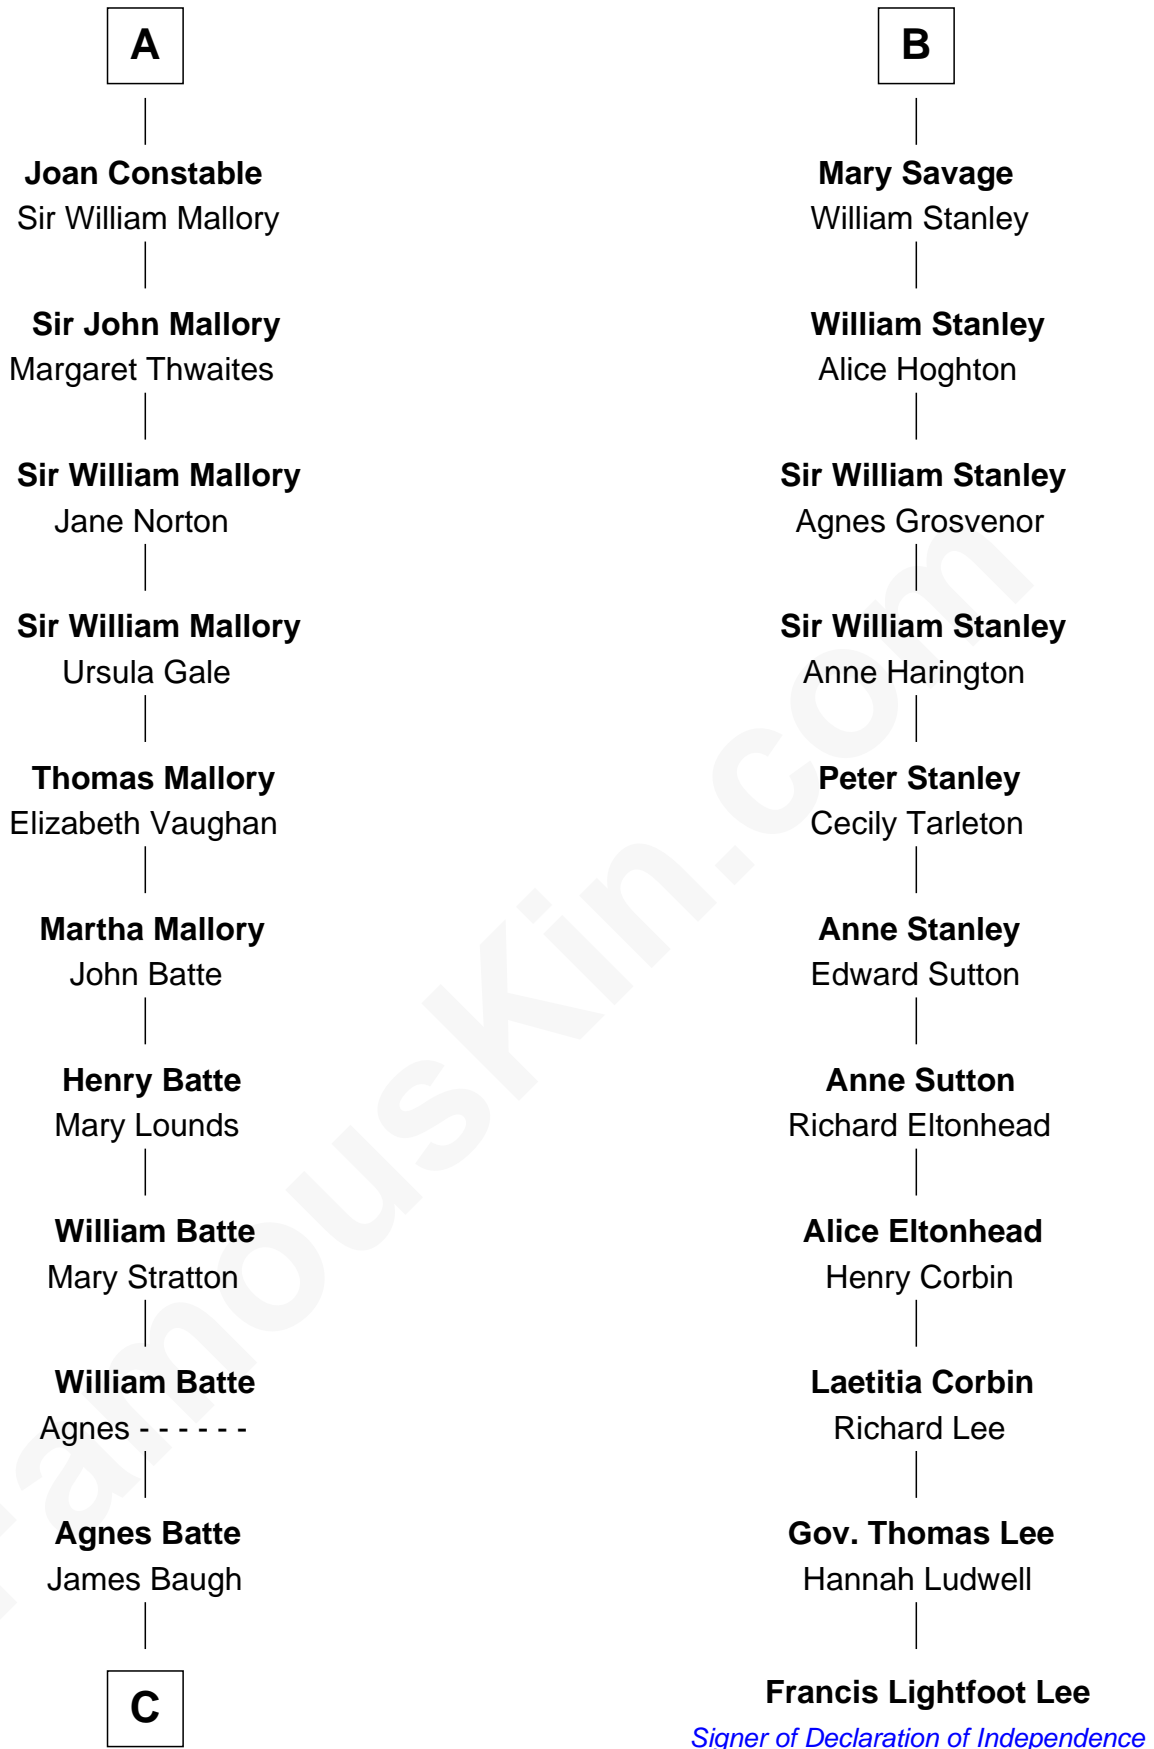 A
Joan Constable
Sir William Mallory
Sir John Mallory
Margaret Thwaites
Sir William Mallory
Jane Norton
Sir William Mallory
Ursula Gale
Thomas Mallory
Elizabeth Vaughan
Martha Mallory
John Batte
Henry Batte
Mary Lounds
William Batte
Mary Stratton
William Batte
Agnes - - - - - -
Agnes Batte
James Baugh
C
B
Mary Savage
William Stanley
William Stanley
Alice Hoghton
Sir William Stanley
Agnes Grosvenor
Sir William Stanley
Anne Harington
Peter Stanley
Cecily Tarleton
Anne Stanley
Edward Sutton
Anne Sutton
Richard Eltonhead
Alice Eltonhead
Henry Corbin
Laetitia Corbin
Richard Lee
Gov. Thomas Lee
Hannah Ludwell
Francis Lightfoot Lee
Signer of Declaration of Independence
FamousKin.com